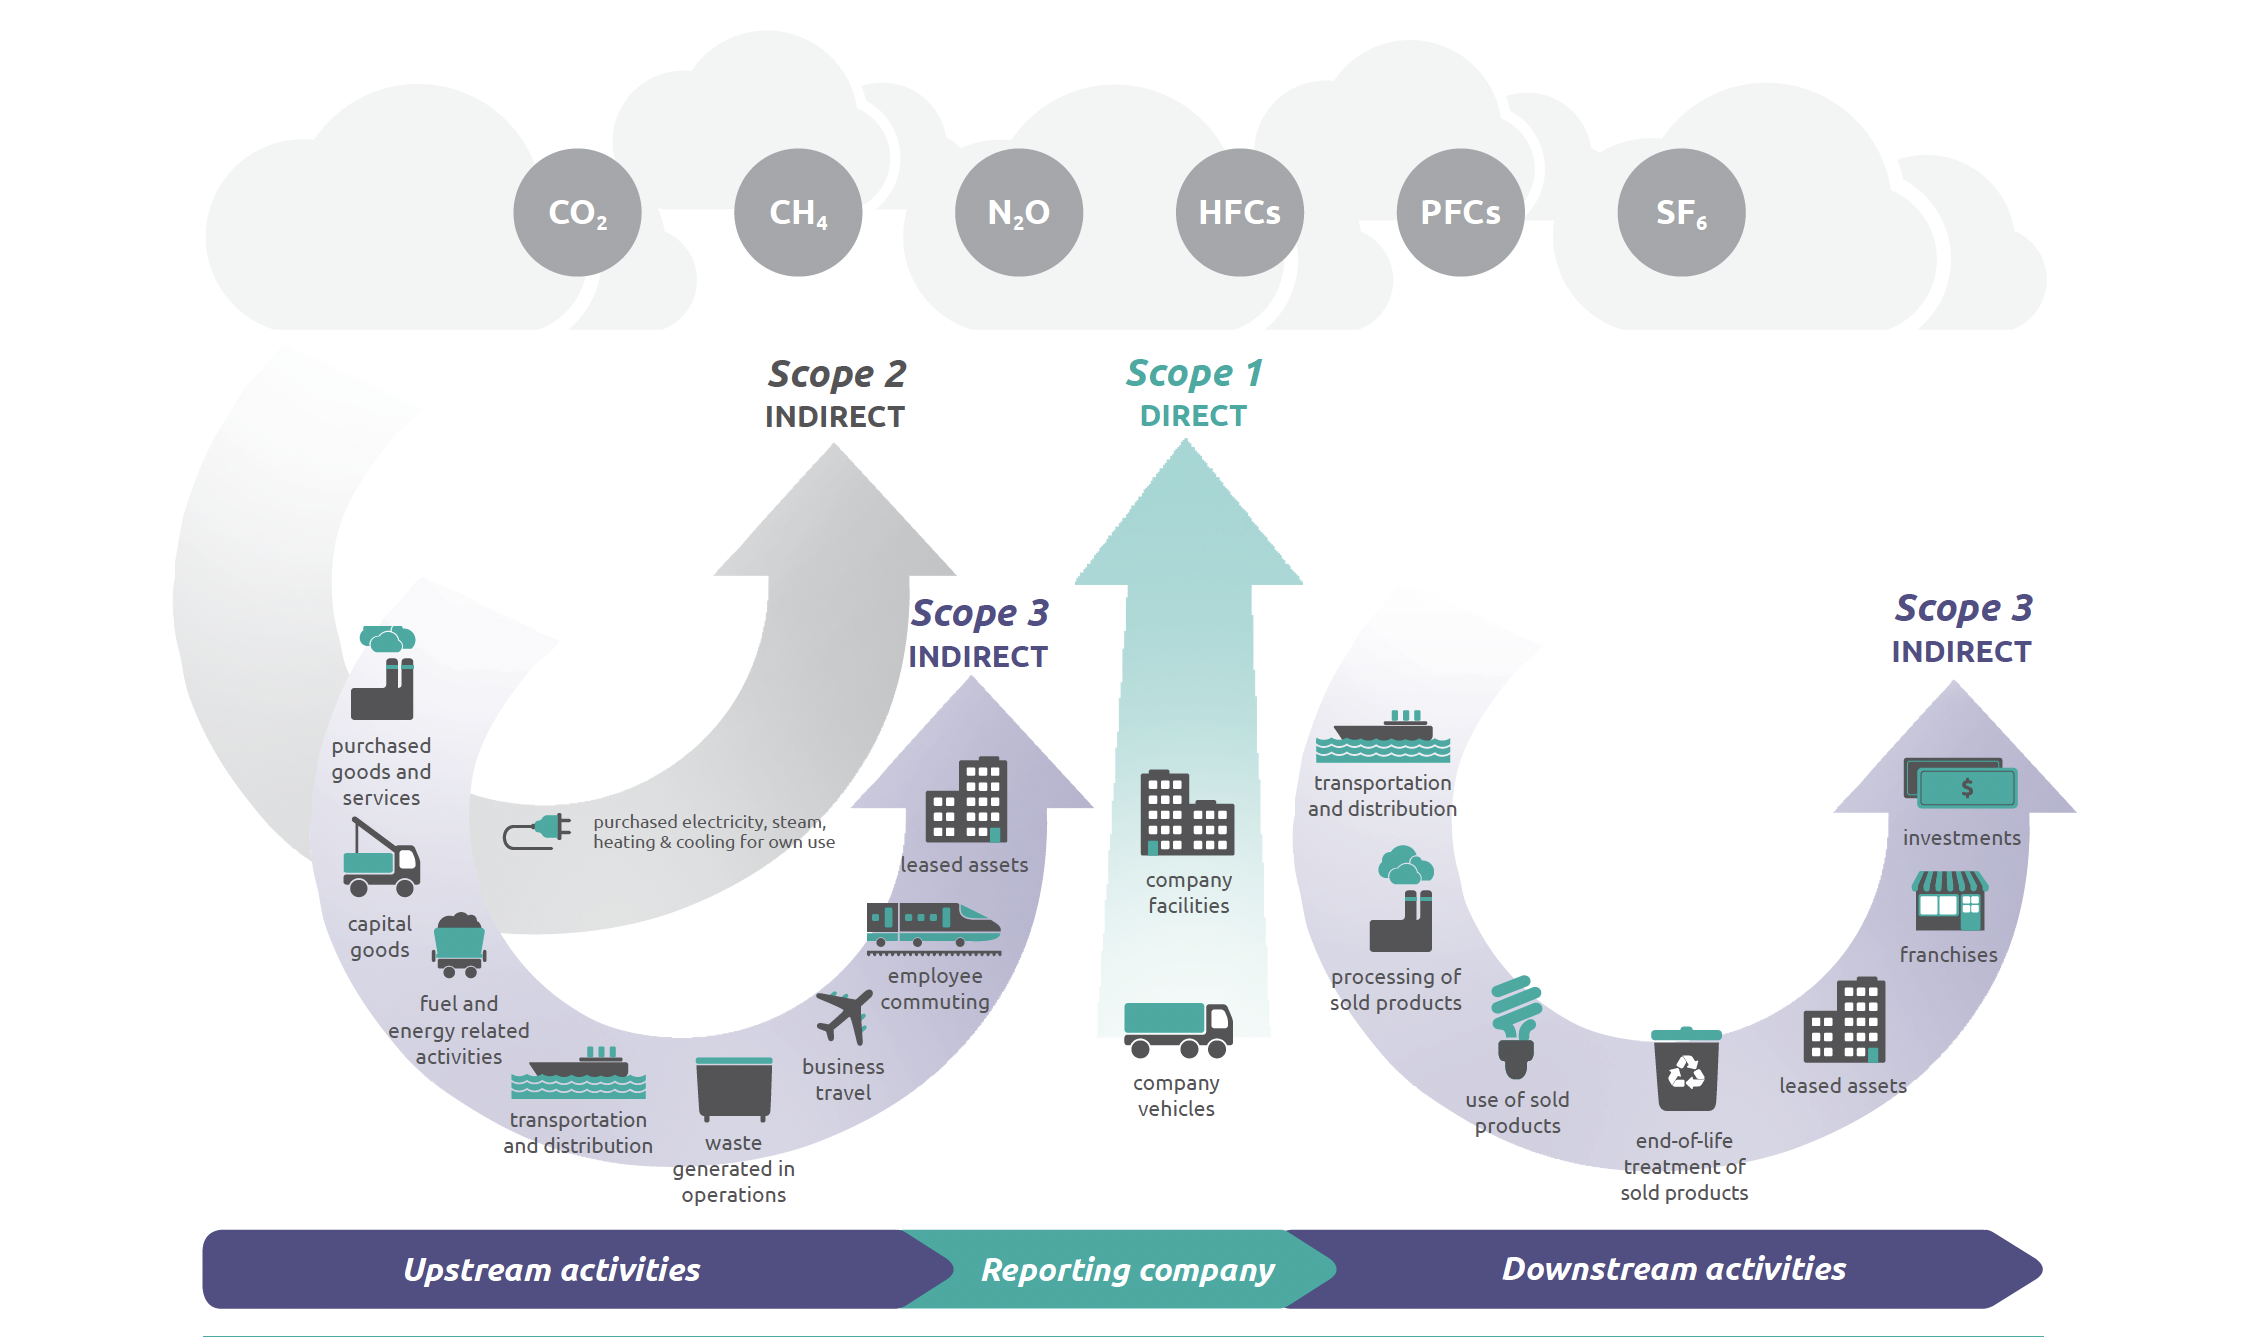 CO₂
CH₄
N₂O
HFCs
PFCs
SF₆
Scope 2
INDIRECT
Scope 1
DIRECT
Scope 3
INDIRECT
Scope 3
INDIRECT
purchased
goods and
services
capital
goods
fuel and
energy related
activities
purchased electricity, steam,
heating & cooling for own use
transportation
and distribution
waste
generated in
operations
business
travel
employee
commuting
leased assets
company
facilities
company
vehicles
transportation
and distribution
processing of
sold products
use of sold
products
end-of-life
treatment of
sold products
leased assets
franchises
$
investments
Upstream activities
Reporting company
Downstream activities